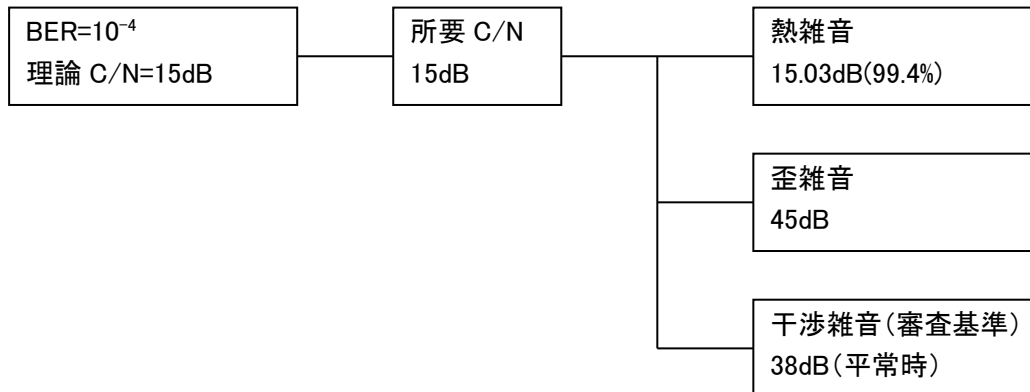 BER=10⁻⁴
理論 C/N=15dB
所要 C/N
15dB
熱雑音
15.03dB(99.4%)
歪雑音
45dB
干渉雑音(審査基準)
38dB(平常時)